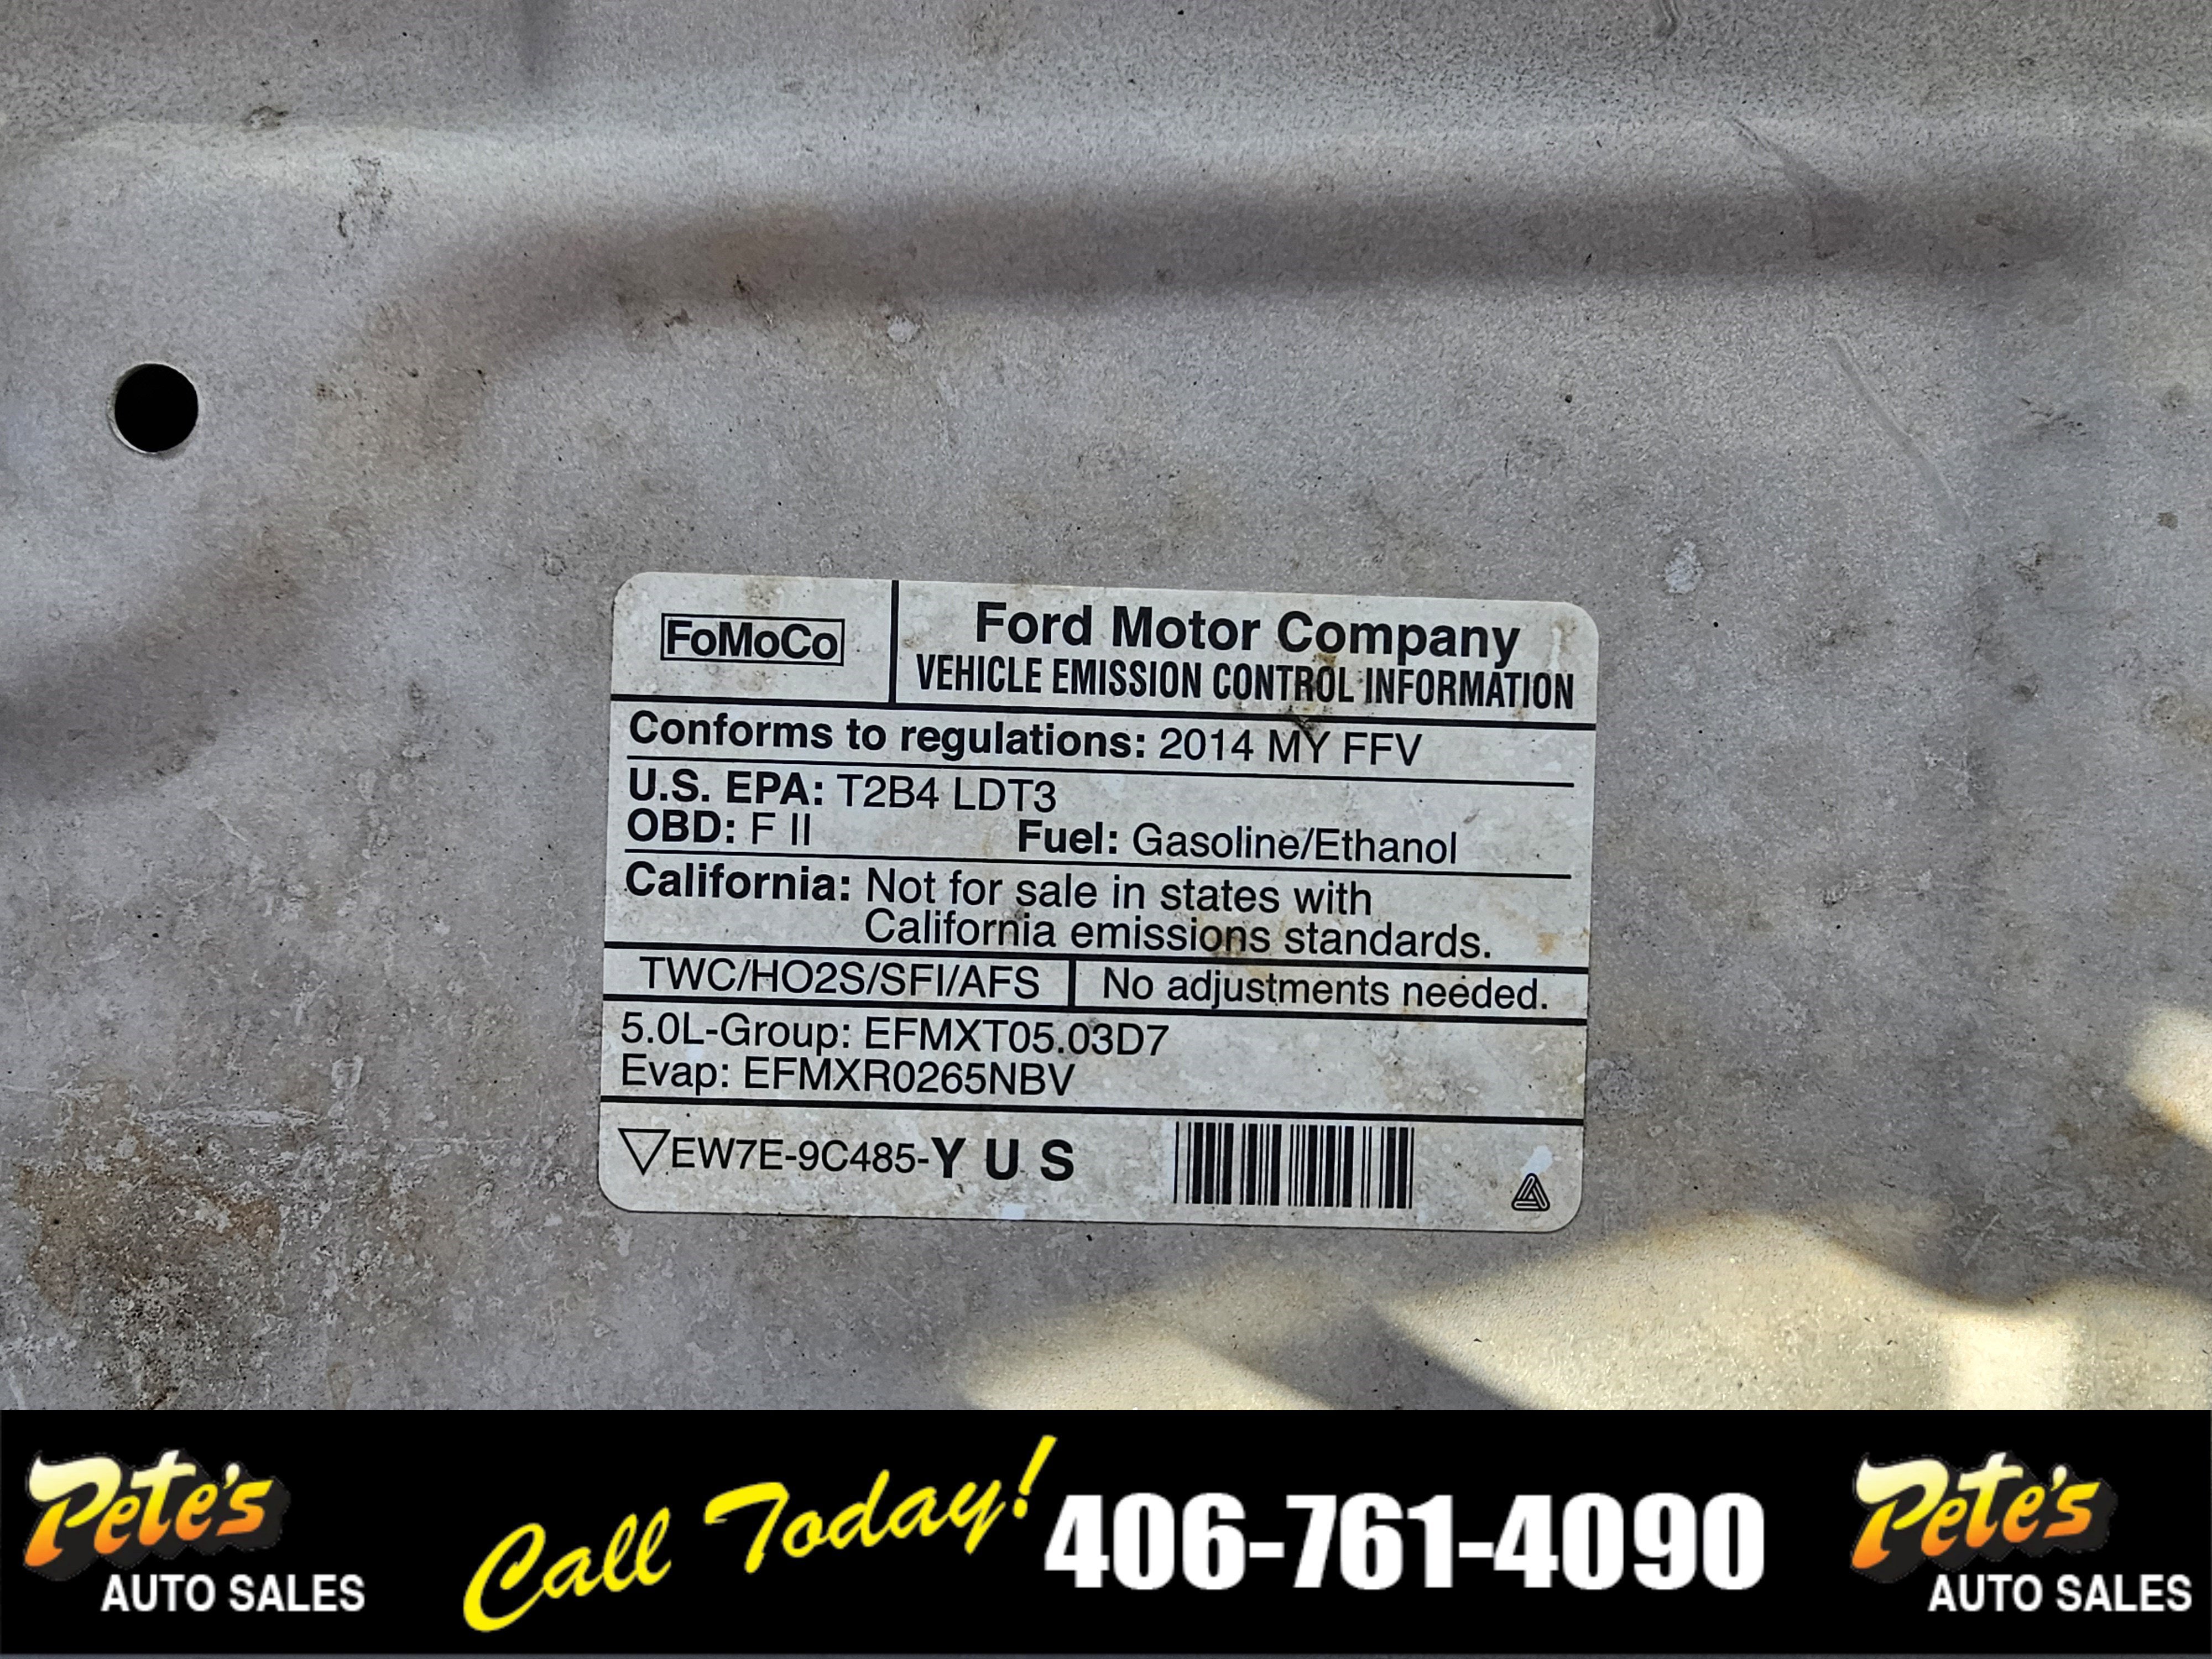 FoMoCo
Ford Motor Company
VEHICLE EMISSION CONTROL INFORMATION
Conforms to regulations: 2014 MY FFV
U.S. EPA: T2B4 LDT3
OBD: F II Fuel: Gasoline/Ethanol
California: Not for sale in states with
California emissions standards.
TWC/HO2S/SFI/AFS No adjustments needed.
5.0L-Group: EFMXT05.03D7
Evap: EFMXR0265NBV
EW7E-9C485-Y U S
Pete's
AUTO SALES
Call Today!
406-761-4090
Pete's
AUTO SALES